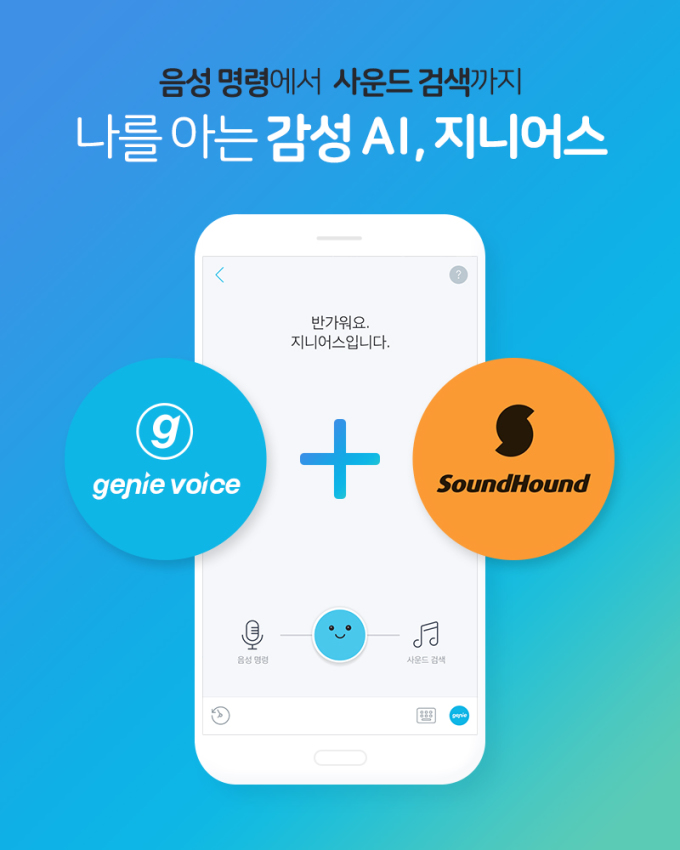 음성 명령에서 사운드 검색까지
나를 아는 감성 AI, 지니어스
?
반가워요.
지니어스입니다.
g
genie voice
S
SoundHound
음성 명령
사운드 검색
genie